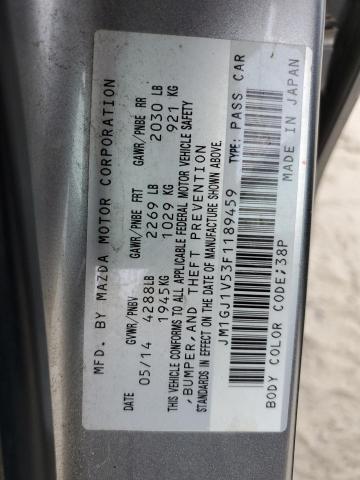 MFD. BY MAZDA MOTOR CORPORATION
DATE GVWR/PNBV GAWR/PNBE FRT GAWR/PNBE RR
05/14 4288LB 2269 LB 2030 LB
1945KG 1029 KG 921 KG
THIS VEHICLE CONFORMS TO ALL APPLICABLE FEDERAL MOTOR VEHICLE SAFETY
,BUMPER,AND THEFT PREVENTION
STANDARDS IN EFFECT ON THE DATE OF MANUFACTURE SHOWN ABOVE.
JM1GJ1V53F1189459 TYPE: PASS CAR
BODY COLOR CODE;38P MADE IN JAPAN